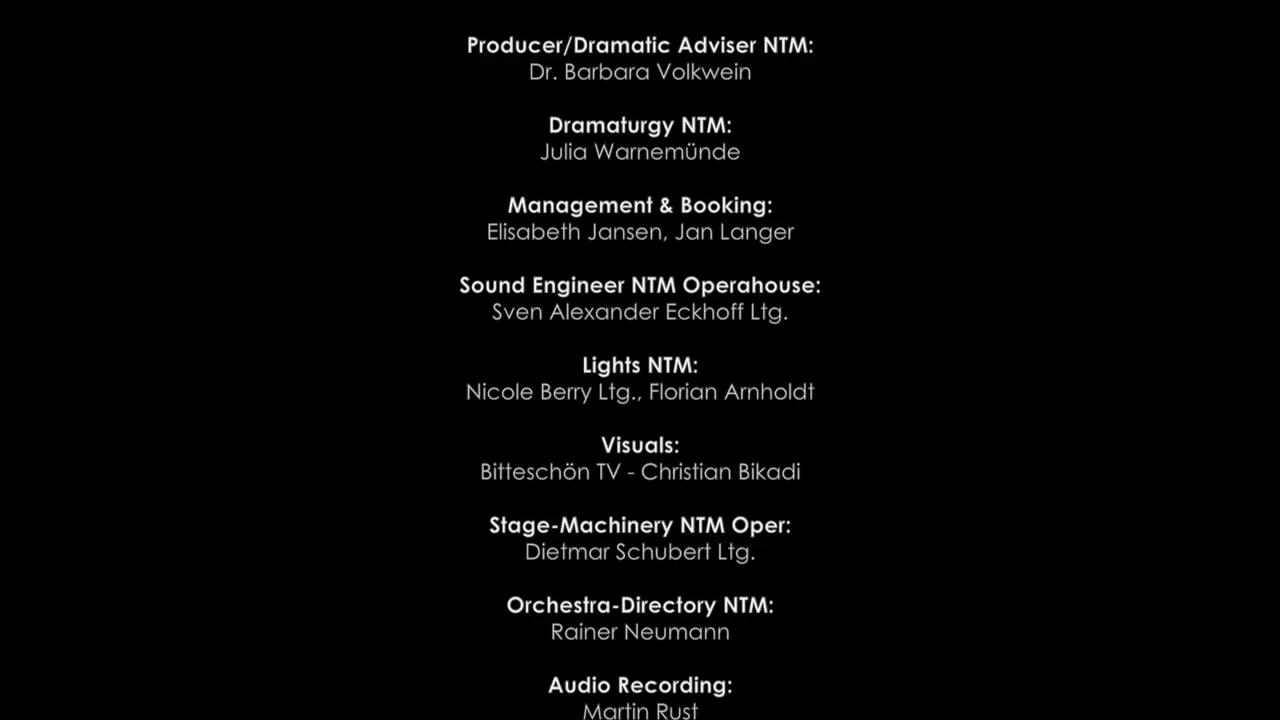 Producer/Dramatic Adviser NTM:
Dr. Barbara Volkwein
Dramaturgy NTM:
Julia Warnemünde
Management & Booking:
Elisabeth Jansen, Jan Langer
Sound Engineer NTM Operahouse:
Sven Alexander Eckhoff Ltg.
Lights NTM:
Nicole Berry Ltg., Florian Arnholdt
Visuals:
Bitteschön TV - Christian Bikadi
Stage-Machinery NTM Oper:
Dietmar Schubert Ltg.
Orchestra-Directory NTM:
Rainer Neumann
Audio Recording:
Martin Rust